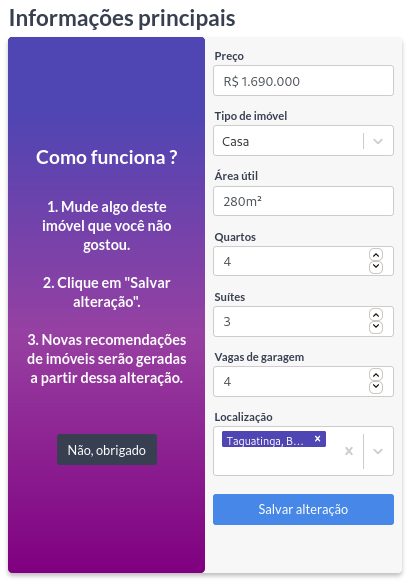 Informações principais
Como funciona ?
1. Mude algo deste
imóvel que você não
gostou.
2. Clique em "Salvar
alteração".
3. Novas recomendações
de imóveis serão geradas
a partir dessa alteração.
Não, obrigado
Preço
R$ 1.690.000
Tipo de imóvel
Casa
Área útil
280m²
Quartos
4
Suítes
3
Vagas de garagem
4
Localização
Taquatinga, B...
Salvar alteração